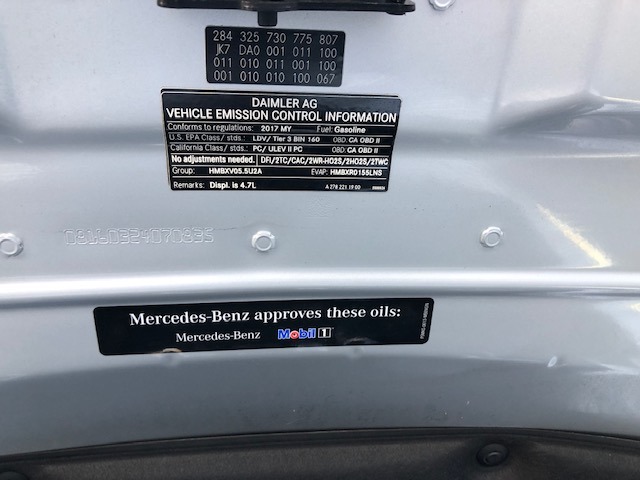 284 325 730 775 807
JK7 DA0 001 011 100
011 010 001 001 100
001 010 010 100 067
DAIMLER AG
VEHICLE EMISSION CONTROL INFORMATION
Conforms to regulations: 2017 MY Fuel: Gasoline
U.S. EPA Class/ stds.: LDV/ Tier 3 BIN 160 OBD: CA OBD II
California Class/ stds.: PC/ ULEV II PC OBD: CA OBD II
No adjustments needed. DFI/2TC/CAC/2WR-HO2S/2HO2S/2TWC
Group: HMBXV05.5U2A EVAP: HMBXR0155LNS
Remarks: Displ. is 4.7L A 278 221 19 00
08160324070835
Mercedes-Benz approves these oils:
Mercedes-Benz Mobil 1